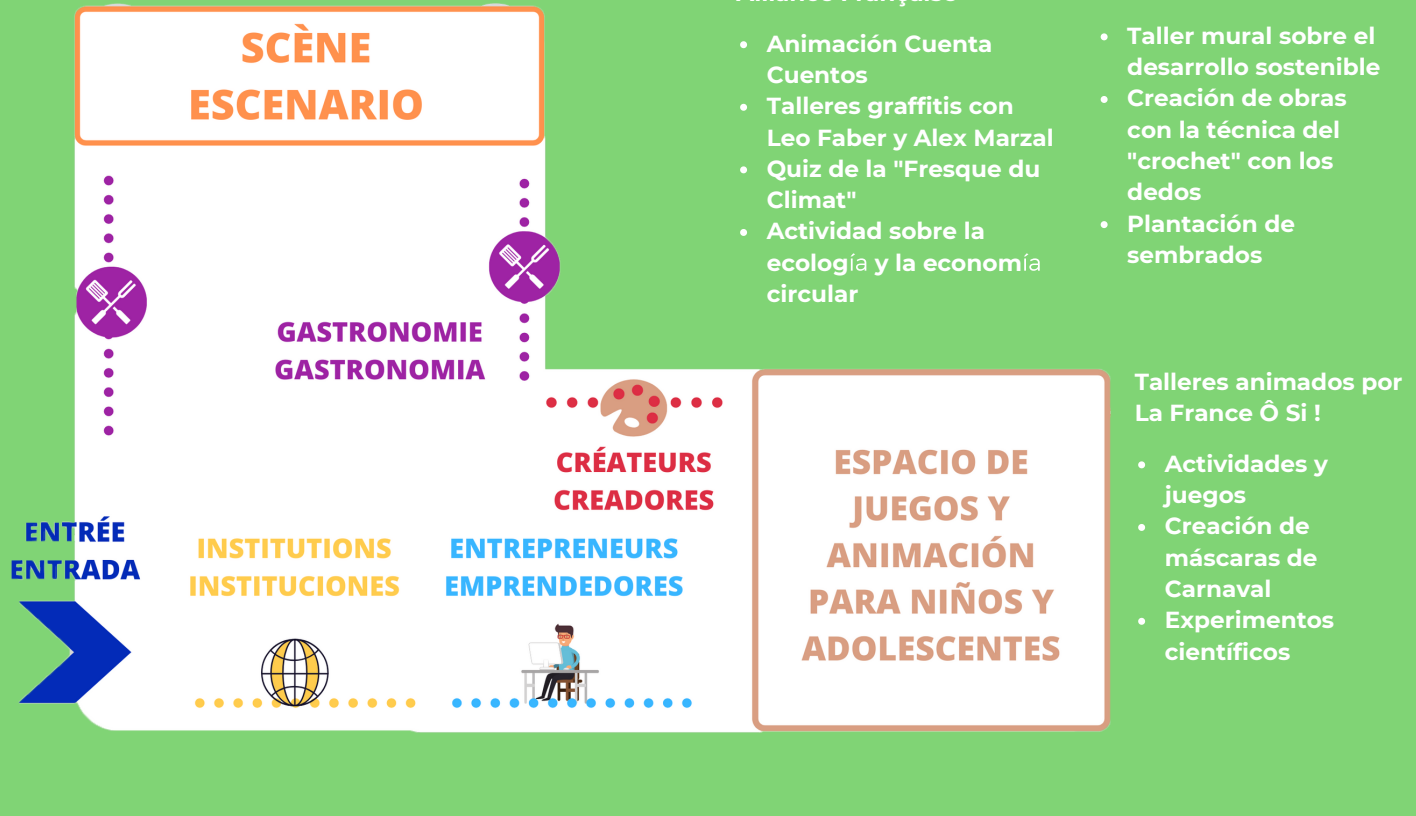 SCÈNE
ESCENARIO
GASTRONOMIE
GASTRONOMIA
CRÉATEURS
CREADORES
ENTRÉE
ENTRADA
INSTITUTIONS
INSTITUCIONES
ENTREPRENEURS
EMPRENDEDORES
ESPACIO DE
JUEGOS Y
ANIMACIÓN
PARA NIÑOS Y
ADOLESCENTES
• Animación Cuenta
Cuentos
• Talleres graffitis con
Leo Faber y Alex Marzal
• Quiz de la "Fresque du
Climat"
• Actividad sobre la
ecología y la economía
circular
• Taller mural sobre el
desarrollo sostenible
• Creación de obras
con la técnica del
"crochet" con los
dedos
• Plantación de
sembrados
Talleres animados por
La France Ô Si !
• Actividades y
juegos
• Creación de
máscaras de
Carnaval
• Experimentos
científicos